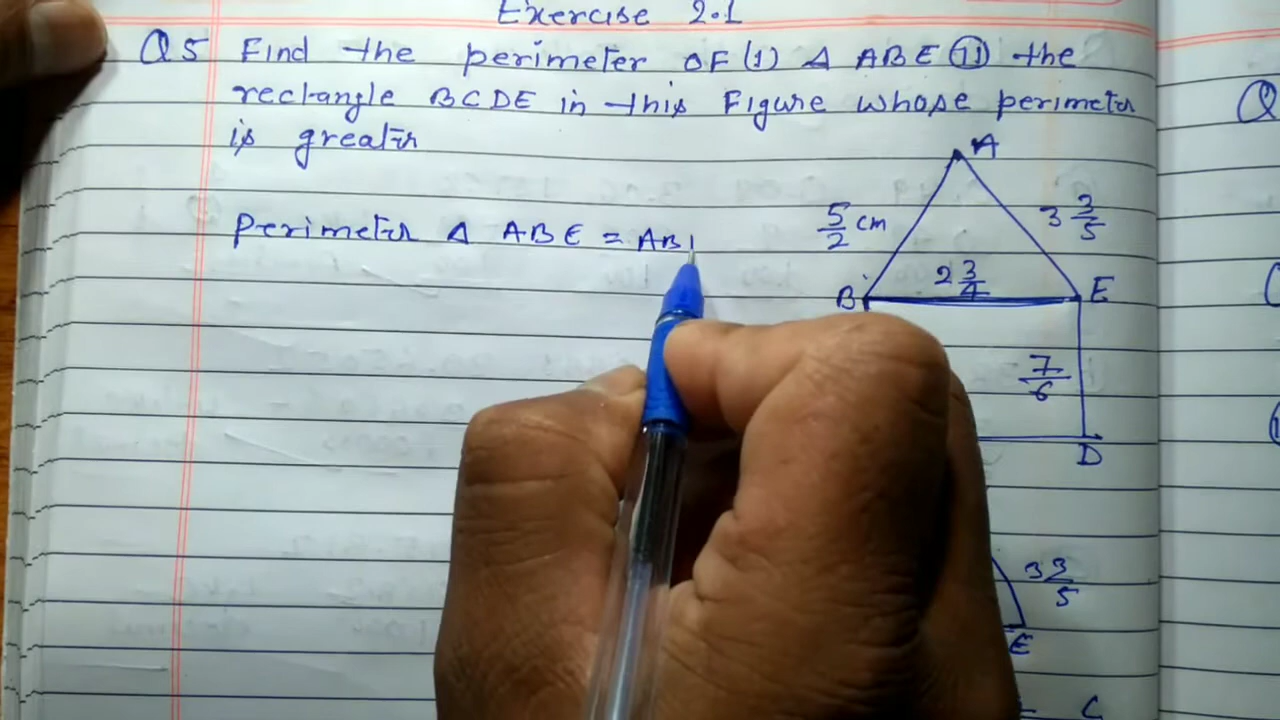 Exercise 2.1
Q5 Find the perimeter OF (1) Δ ABE (ii) the
rectangle BCDE in this Figure whose perimeter
is greater
A
5/2 cm
3 3/5
Perimeter Δ ABE = AB
2 3/4
B
E
7/6
D
3 3/5
E
C
Q